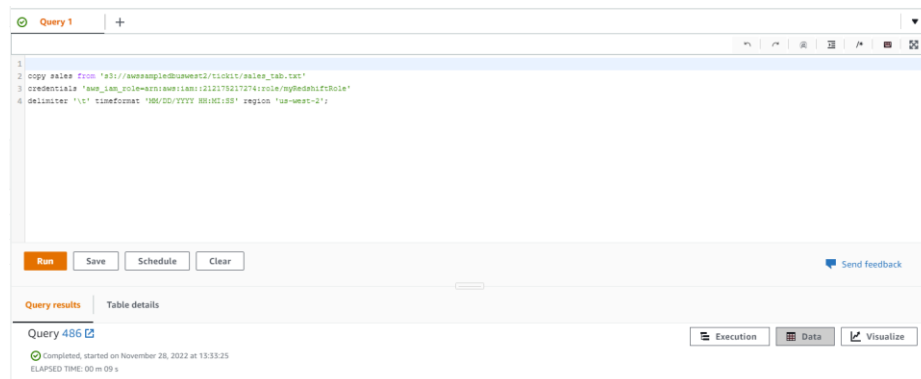 Query 1
+
1
2 copy sales from 's3://awssampledbuswest2/tickit/sales_tab.txt'
3 credentials 'aws_iam_role=arn:aws:iam::212175217274:role/myRedshiftRole'
4 delimiter '\t' timeformat 'MM/DD/YYYY HH:MI:SS' region 'us-west-2';
Run Save Schedule Clear
Send feedback
Query results Table details
Query 486
Execution Data Visualize
Completed, started on November 28, 2022 at 13:33:25
ELAPSED TIME: 00 m 09 s